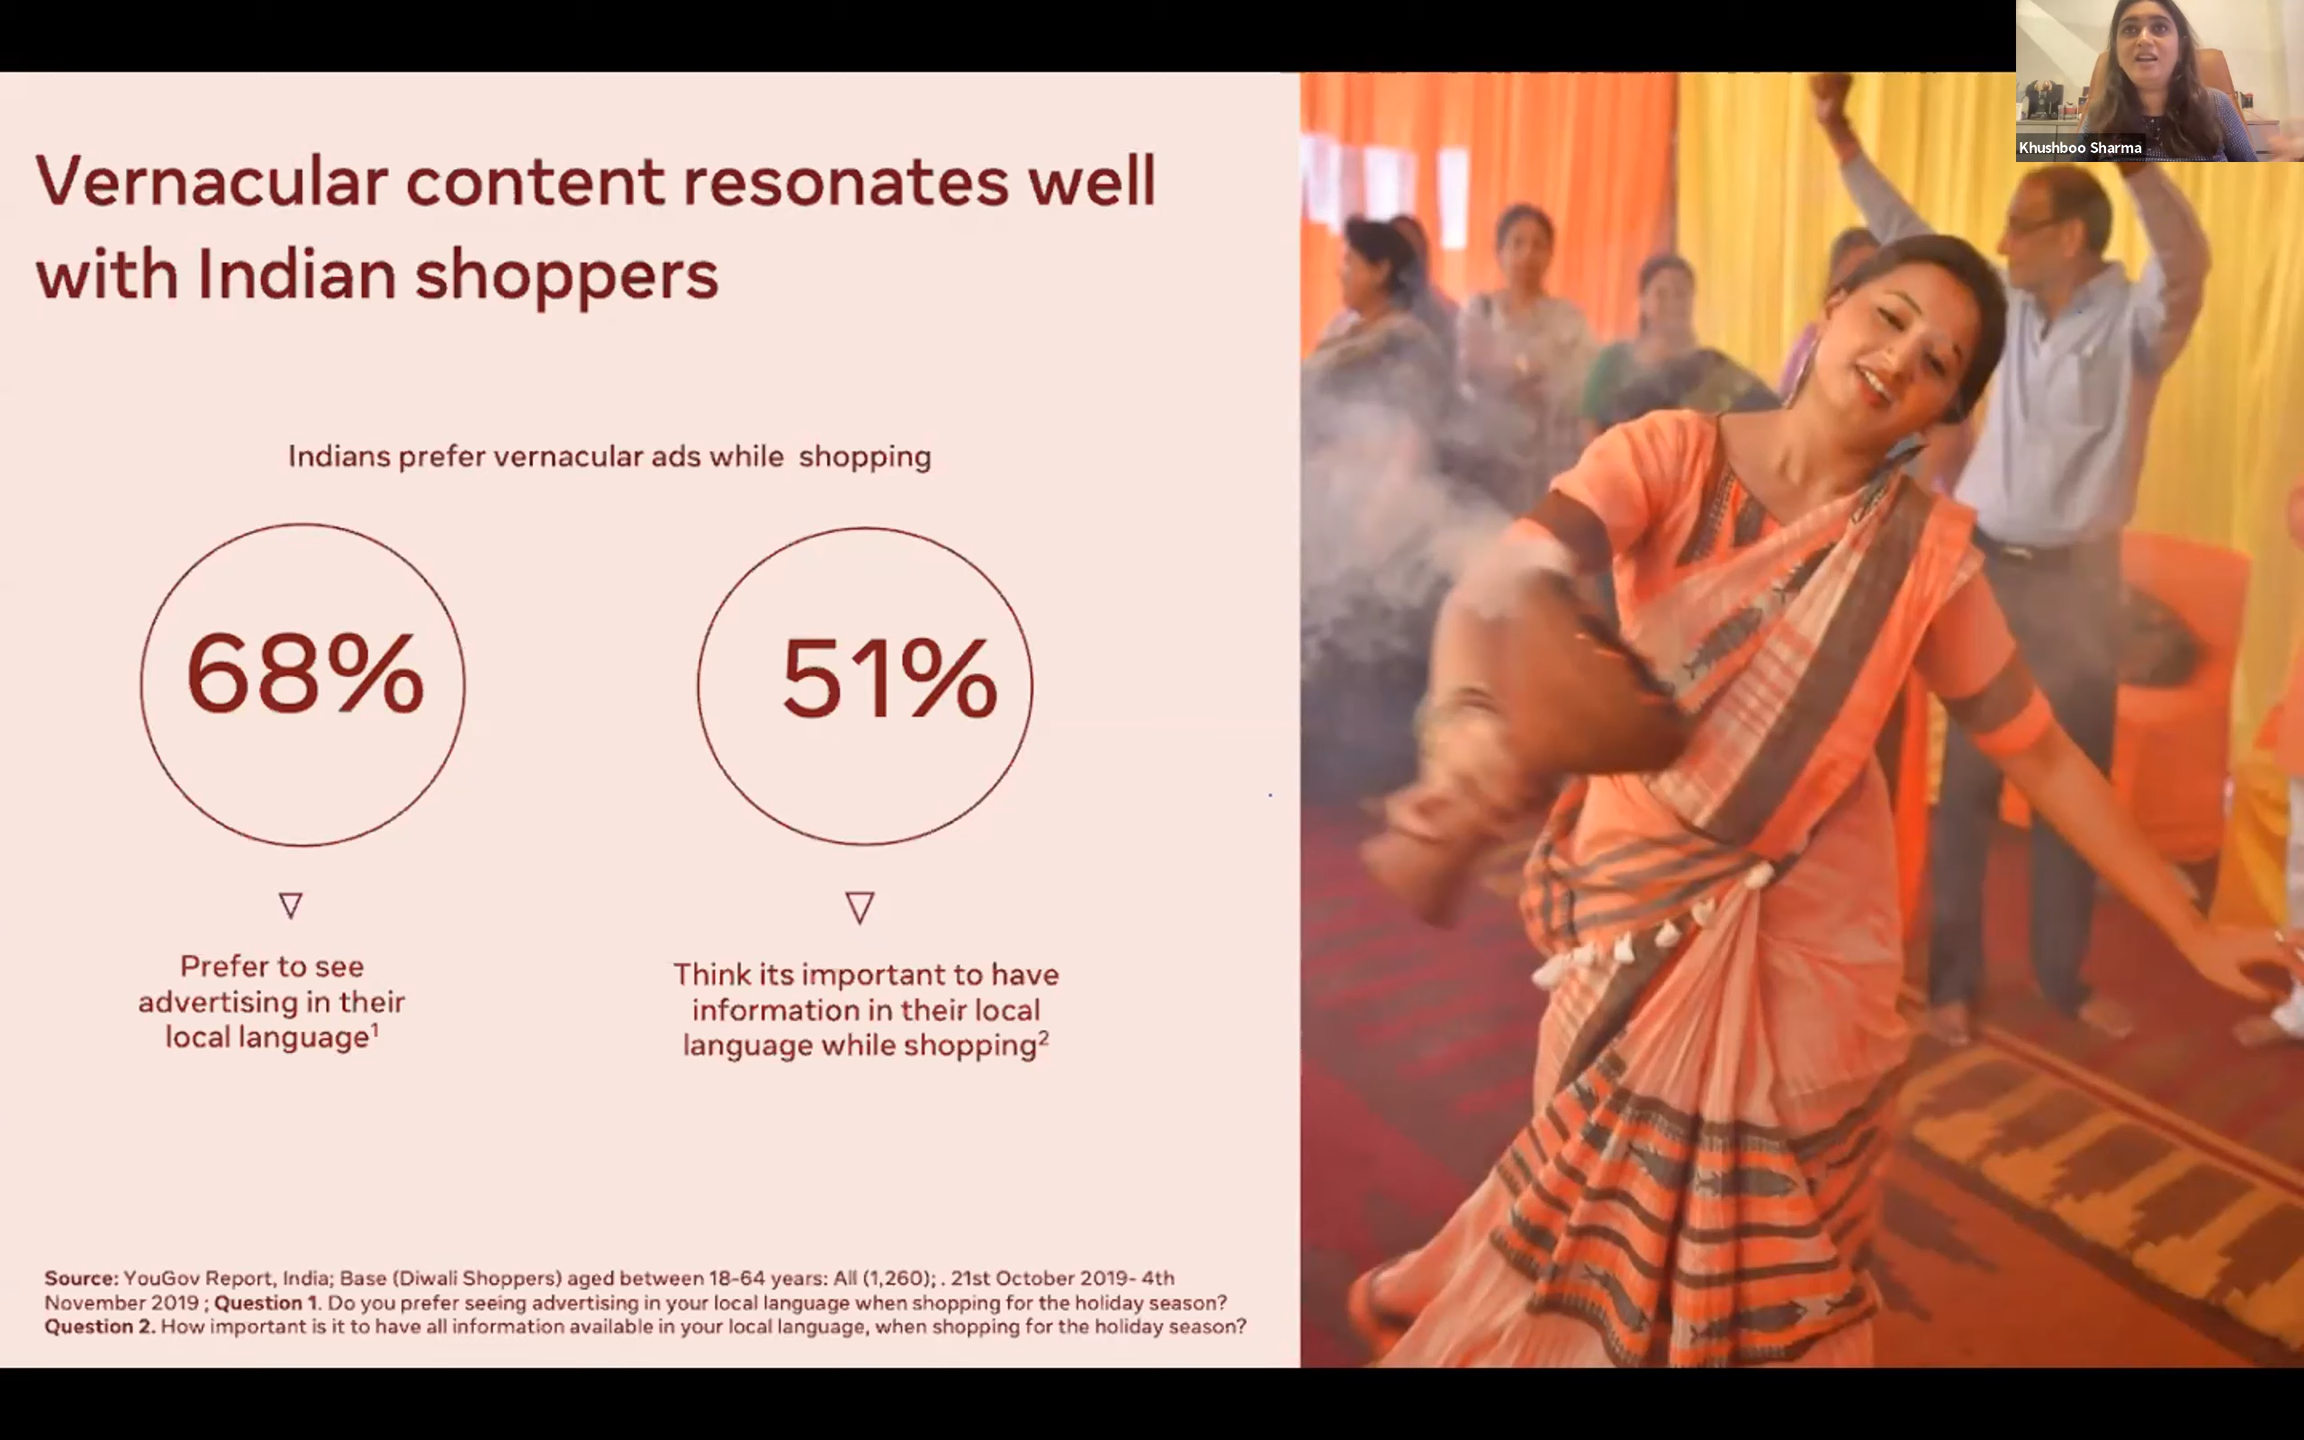 Khushboo Sharma
Vernacular content resonates well
with Indian shoppers
Indians prefer vernacular ads while shopping
68%
Prefer to see
advertising in their
local language¹
51%
Think its important to have
information in their local
language while shopping²
Source: YouGov Report, India; Base (Diwali Shoppers) aged between 18-64 years: All (1,260); . 21st October 2019- 4th
November 2019 ; Question 1. Do you prefer seeing advertising in your local language when shopping for the holiday season?
Question 2. How important is it to have all information available in your local language, when shopping for the holiday season?